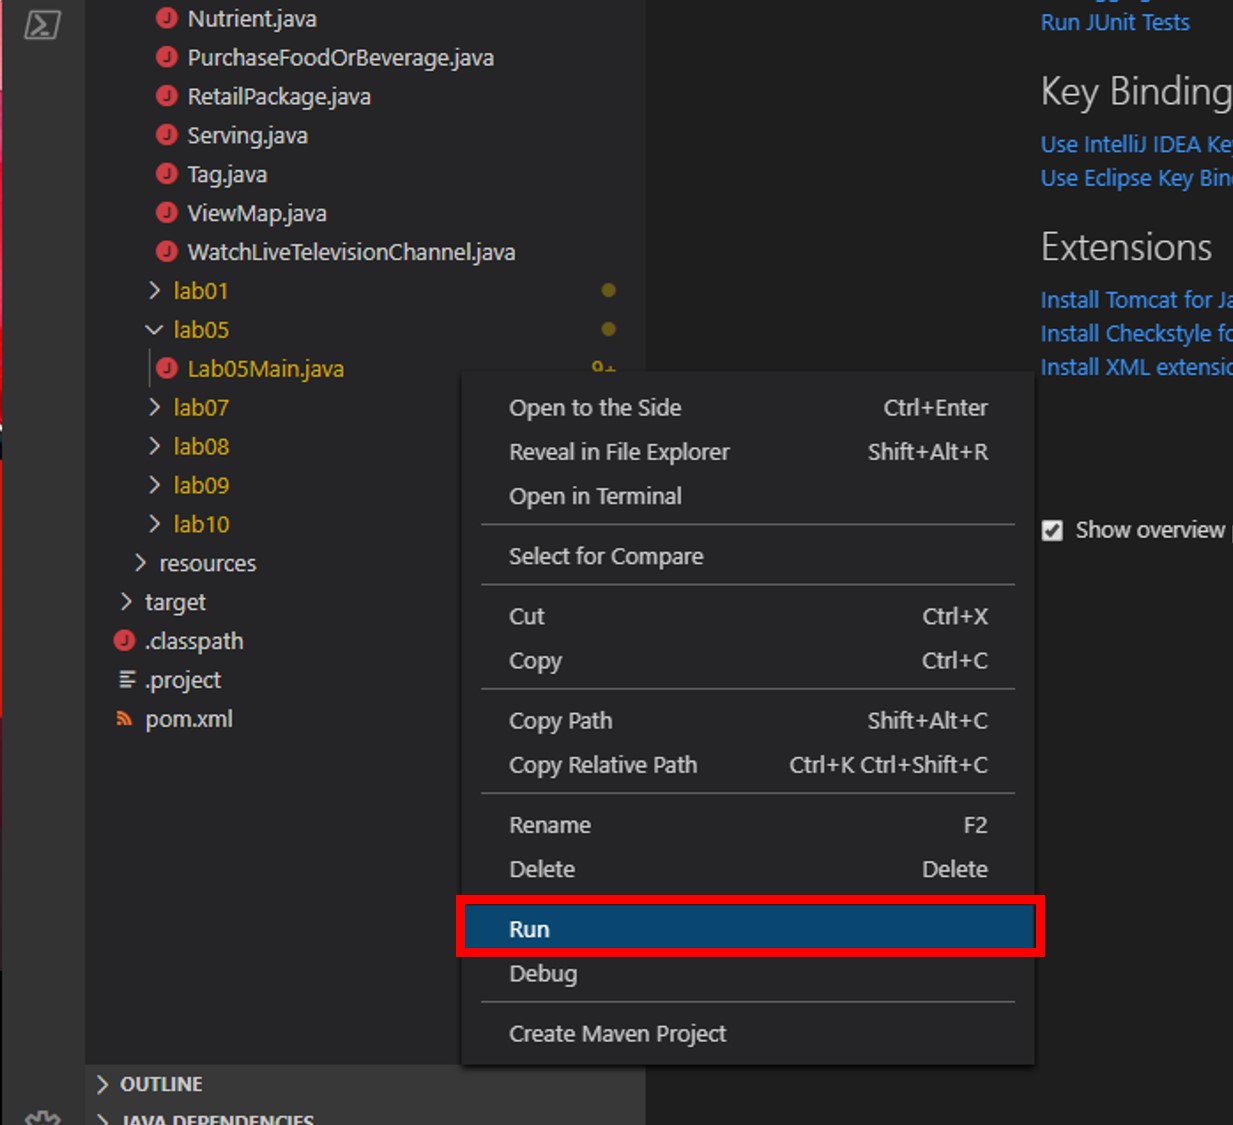 Nutrient.java
PurchaseFoodOrBeverage.java
RetailPackage.java
Serving.java
Tag.java
ViewMap.java
WatchLiveTelevisionChannel.java
lab01
lab05
Lab05Main.java 9+
lab07
lab08
lab09
lab10
resources
target
.classpath
.project
pom.xml
OUTLINE
JAVA DEPENDENCIES
Open to the Side Ctrl+Enter
Reveal in File Explorer Shift+Alt+R
Open in Terminal
Select for Compare
Cut Ctrl+X
Copy Ctrl+C
Copy Path Shift+Alt+C
Copy Relative Path Ctrl+K Ctrl+Shift+C
Rename F2
Delete Delete
Run
Debug
Create Maven Project
Run JUnit Tests
Key Binding
Use IntelliJ IDEA Ke
Use Eclipse Key Bin
Extensions
Install Tomcat for Ja
Install Checkstyle fo
Install XML extensio
Show overview